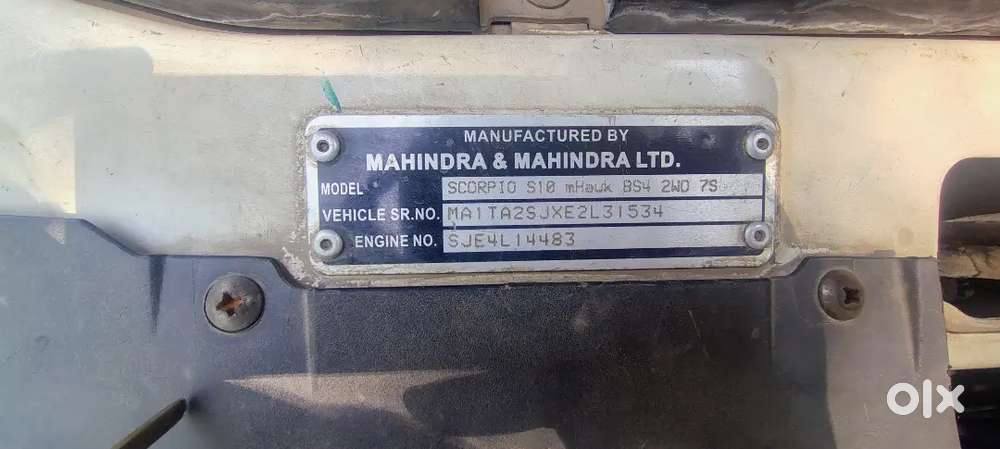 MANUFACTURED BY
MAHINDRA & MAHINDRA LTD.
MODEL SCORPIO S10 mHawk BS4 2WD 7S
VEHICLE SR.NO. MA1TA2SJXE2L31534
ENGINE NO. SJE4L14483
olx